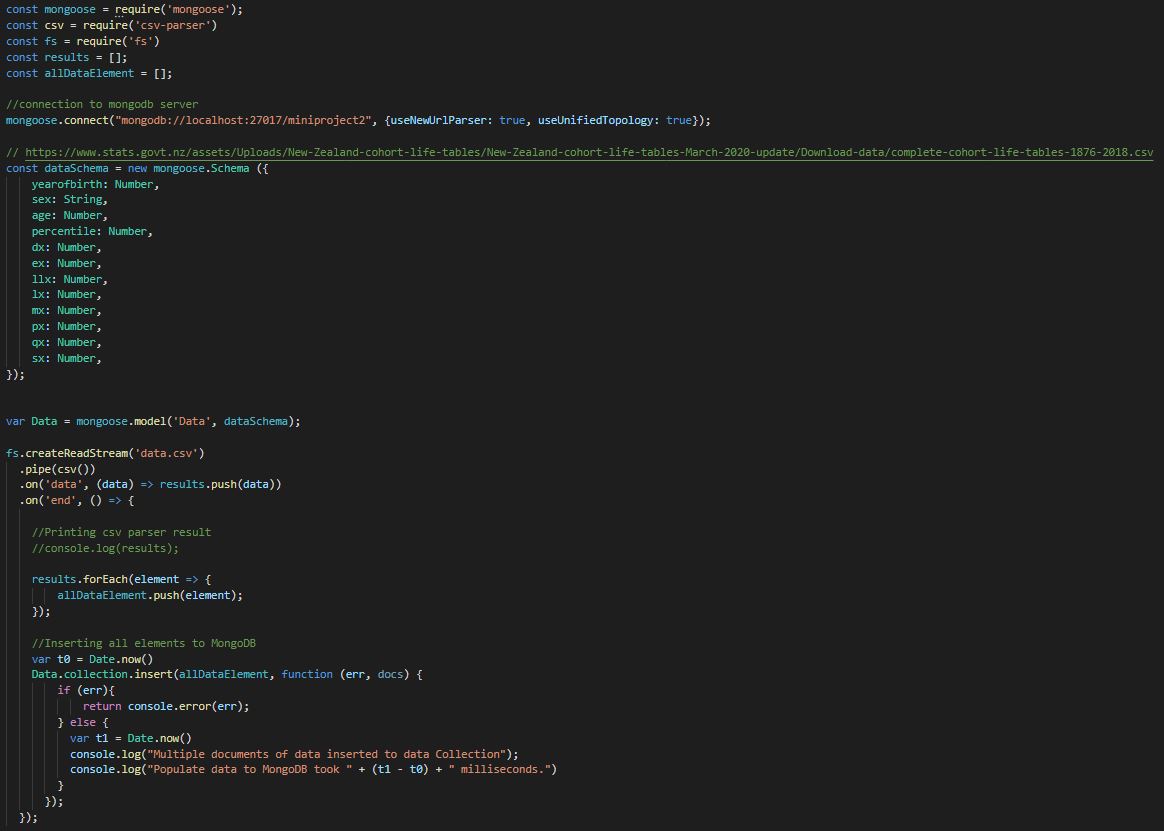 const mongoose = require('mongoose');
const csv = require('csv-parser')
const fs = require('fs')
const results = [];
const allDataElement = [];
//connection to mongodb server
mongoose.connect("mongodb://localhost:27017/miniproject2", {useNewUrlParser: true, useUnifiedTopology: true});
// https://www.stats.govt.nz/assets/Uploads/New-Zealand-cohort-life-tables/New-Zealand-cohort-life-tables-March-2020-update/Download-data/complete-cohort-life-tables-1876-2018.csv
const dataSchema = new mongoose.Schema ({
yearofbirth: Number,
sex: String,
age: Number,
percentile: Number,
dx: Number,
ex: Number,
llx: Number,
lx: Number,
mx: Number,
px: Number,
qx: Number,
sx: Number,
});
var Data = mongoose.model('Data', dataSchema);
fs.createReadStream('data.csv')
.pipe(csv())
.on('data', (data) => results.push(data))
.on('end', () => {
//Printing csv parser result
//console.log(results);
results.forEach(element => {
allDataElement.push(element);
});
//Inserting all elements to MongoDB
var t0 = Date.now()
Data.collection.insert(allDataElement, function (err, docs) {
if (err){
return console.error(err);
} else {
var t1 = Date.now()
console.log("Multiple documents of data inserted to data Collection");
console.log("Populate data to MongoDB took " + (t1 - t0) + " milliseconds.")
}
});
});